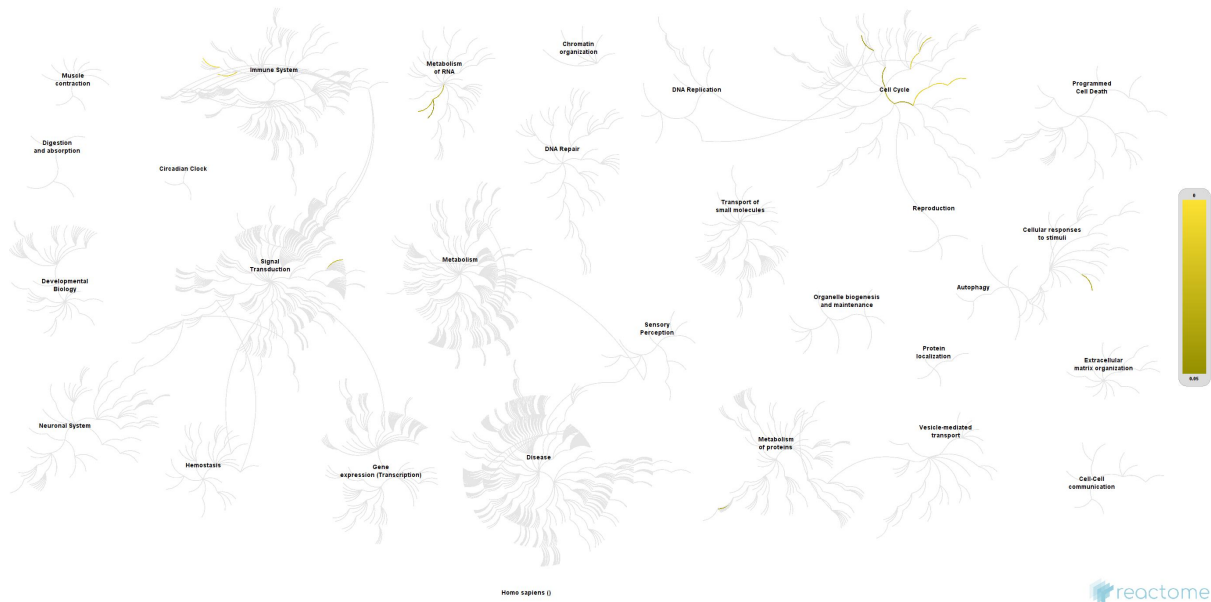 Muscle
contraction
Immune System
Metabolism
of RNA
Chromatin
organization
DNA Replication
Cell Cycle
Programmed
Cell Death
Digestion
and absorption
Circadian Clock
DNA Repair
Transport of
small molecules
Reproduction
Cellular responses
to stimuli
0
0.05
Developmental
Biology
Signal
Transduction
Metabolism
Organelle biogenesis
and maintenance
Autophagy
Sensory
Perception
Protein
localization
Extracellular
matrix organization
Neuronal System
Hemostasis
Gene
expression (Transcription)
Disease
Metabolism
of proteins
Vesicle-mediated
transport
Cell-Cell
communication
Homo sapiens ()
reactome